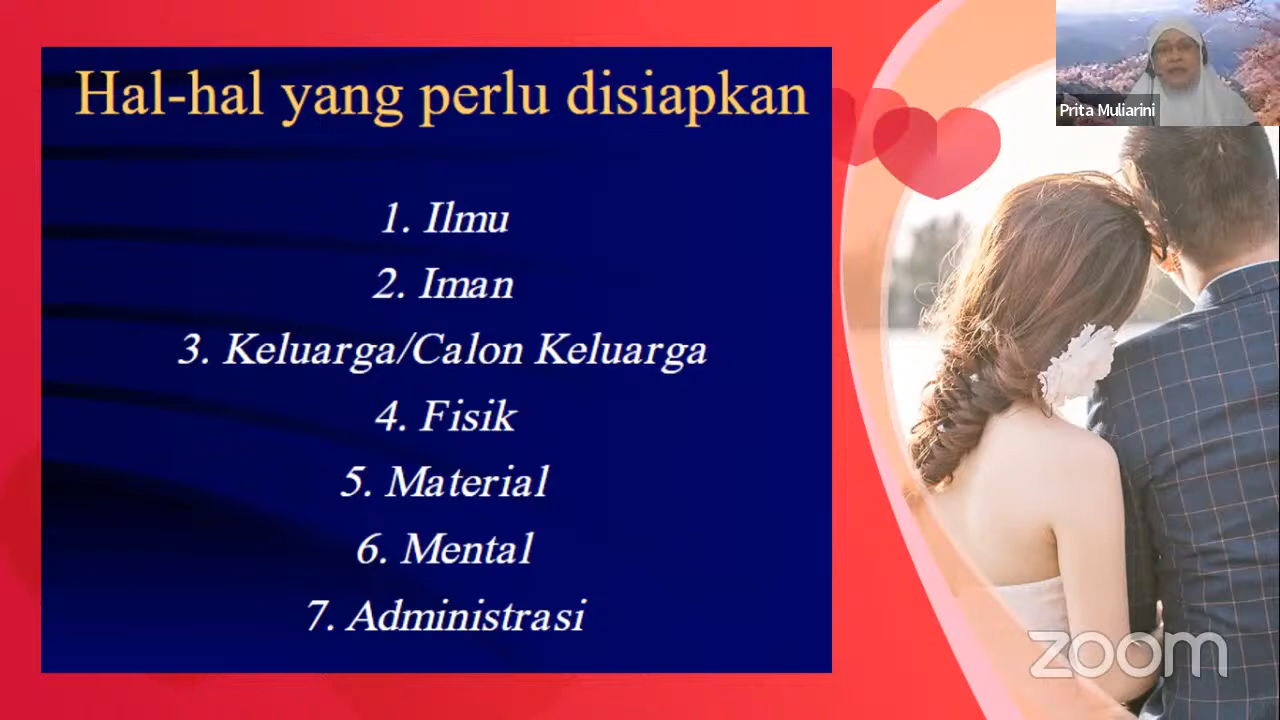 Hal-hal yang perlu disiapkan
1. Ilmu
2. Iman
3. Keluarga/Calon Keluarga
4. Fisik
5. Material
6. Mental
7. Administrasi
Prita Muliarini
zoom